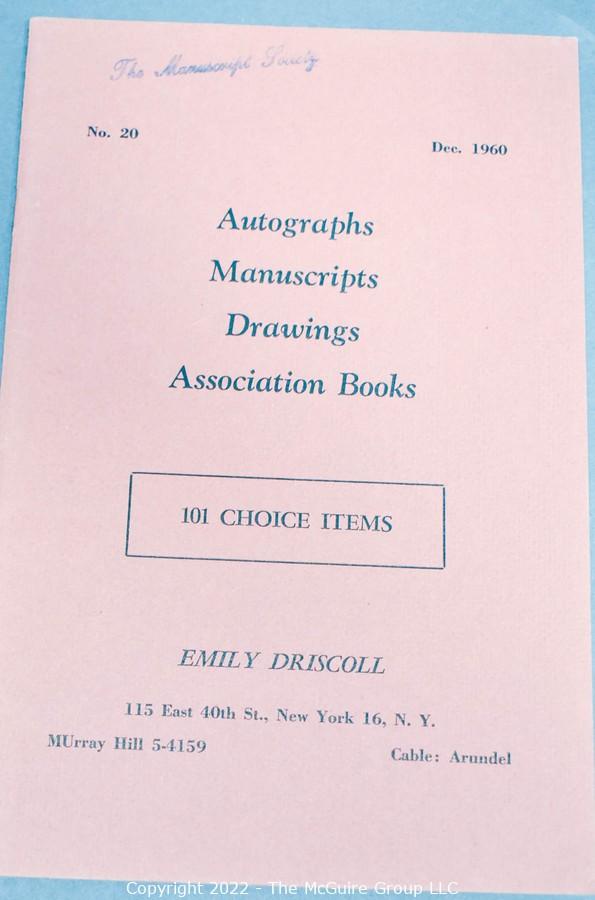 The Manuscript Society
No. 20
Dec. 1960
Autographs
Manuscripts
Drawings
Association Books
101 CHOICE ITEMS
EMILY DRISCOLL
115 East 40th St., New York 16, N. Y.
MUrray Hill 5-4159
Cable: Arundel
Copyright 2022 - The McGuire Group LLC